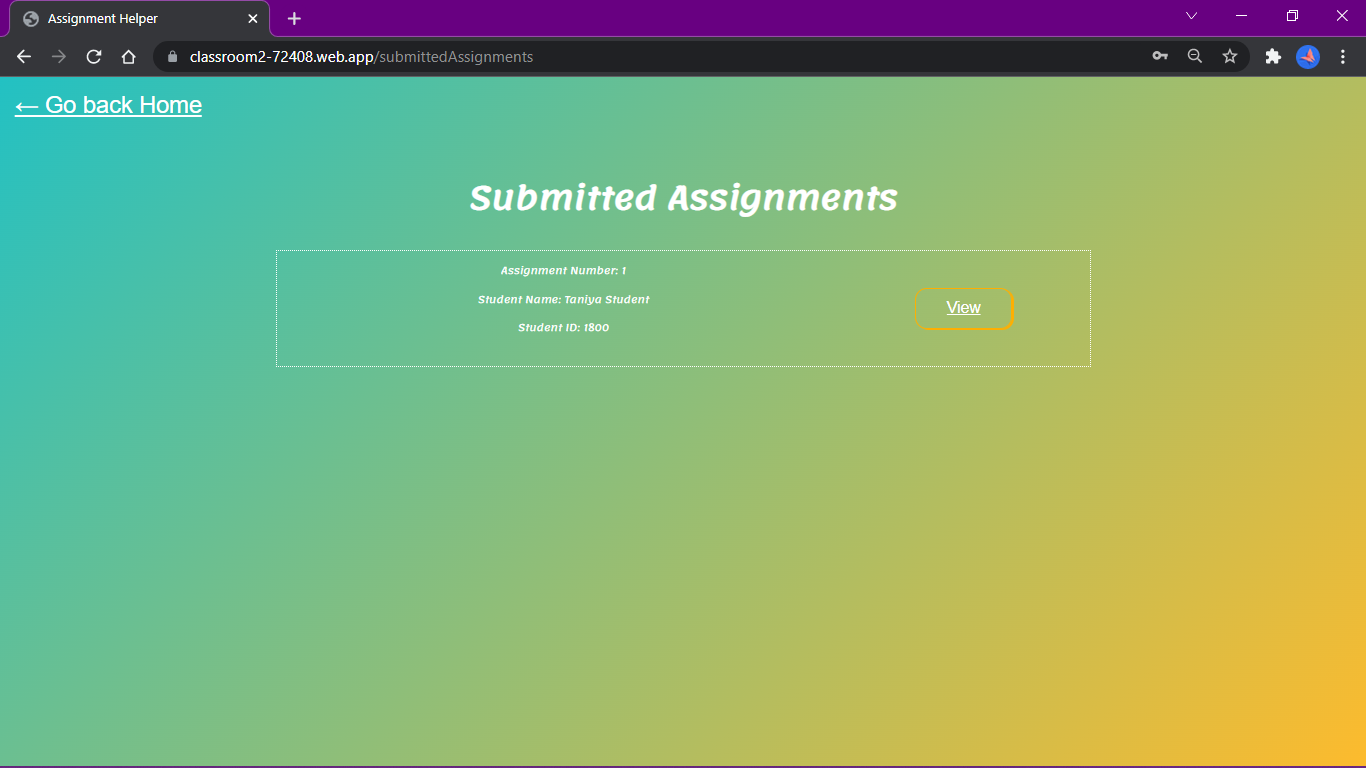 Assignment Helper
classroom2-72408.web.app/submittedAssignments
← Go back Home
Submitted Assignments
Assignment Number: 1
Student Name: Taniya Student
Student ID: 1800
View